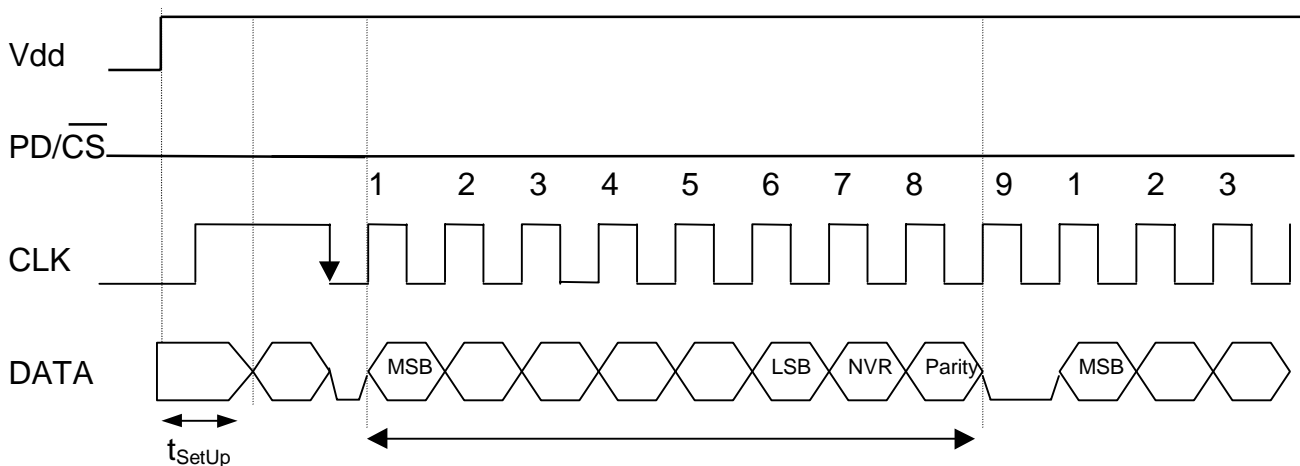 Vdd
PD/CS
1 2 3 4 5 6 7 8 9 1 2 3
CLK
DATA
MSB LSB NVR Parity MSB
tSetUp